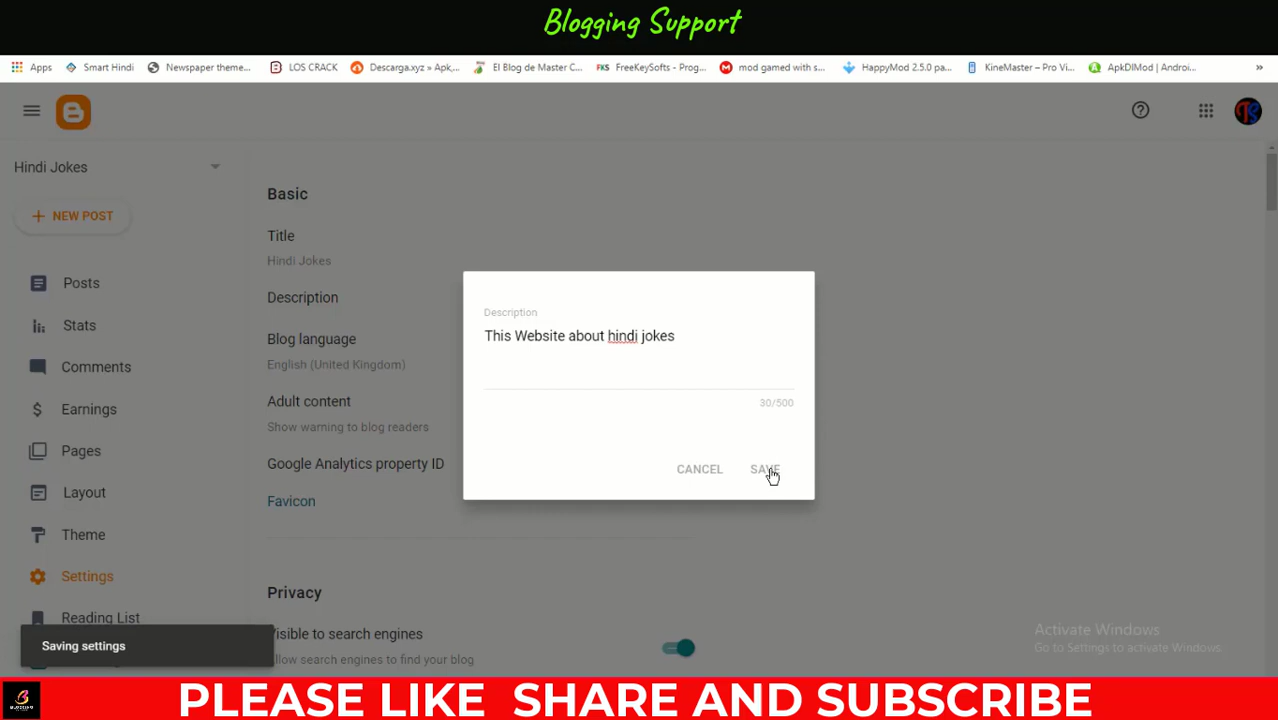 Blogging Support
Apps
Smart Hindi
Newspaper theme...
LOS CRACK
Descarga.xyz » Apk,...
El Blog de Master C...
FKS FreeKeySofts - Prog...
mod gamed with s...
HappyMod 2.5.0 pa...
KineMaster – Pro Vi...
ApkDlMod | Androi...
»
Hindi Jokes
+ NEW POST
Posts
Stats
Comments
Earnings
Pages
Layout
Theme
Settings
Reading List
Basic
Title
Hindi Jokes
Description
Blog language
English (United Kingdom)
Adult content
Show warning to blog readers
Google Analytics property ID
Favicon
Privacy
Visible to search engines
Allow search engines to find your blog
Description
This Website about hindi jokes
30/500
CANCEL SAVE
Saving settings
Activate Windows
Go to Settings to activate Windows.
PLEASE LIKE SHARE AND SUBSCRIBE